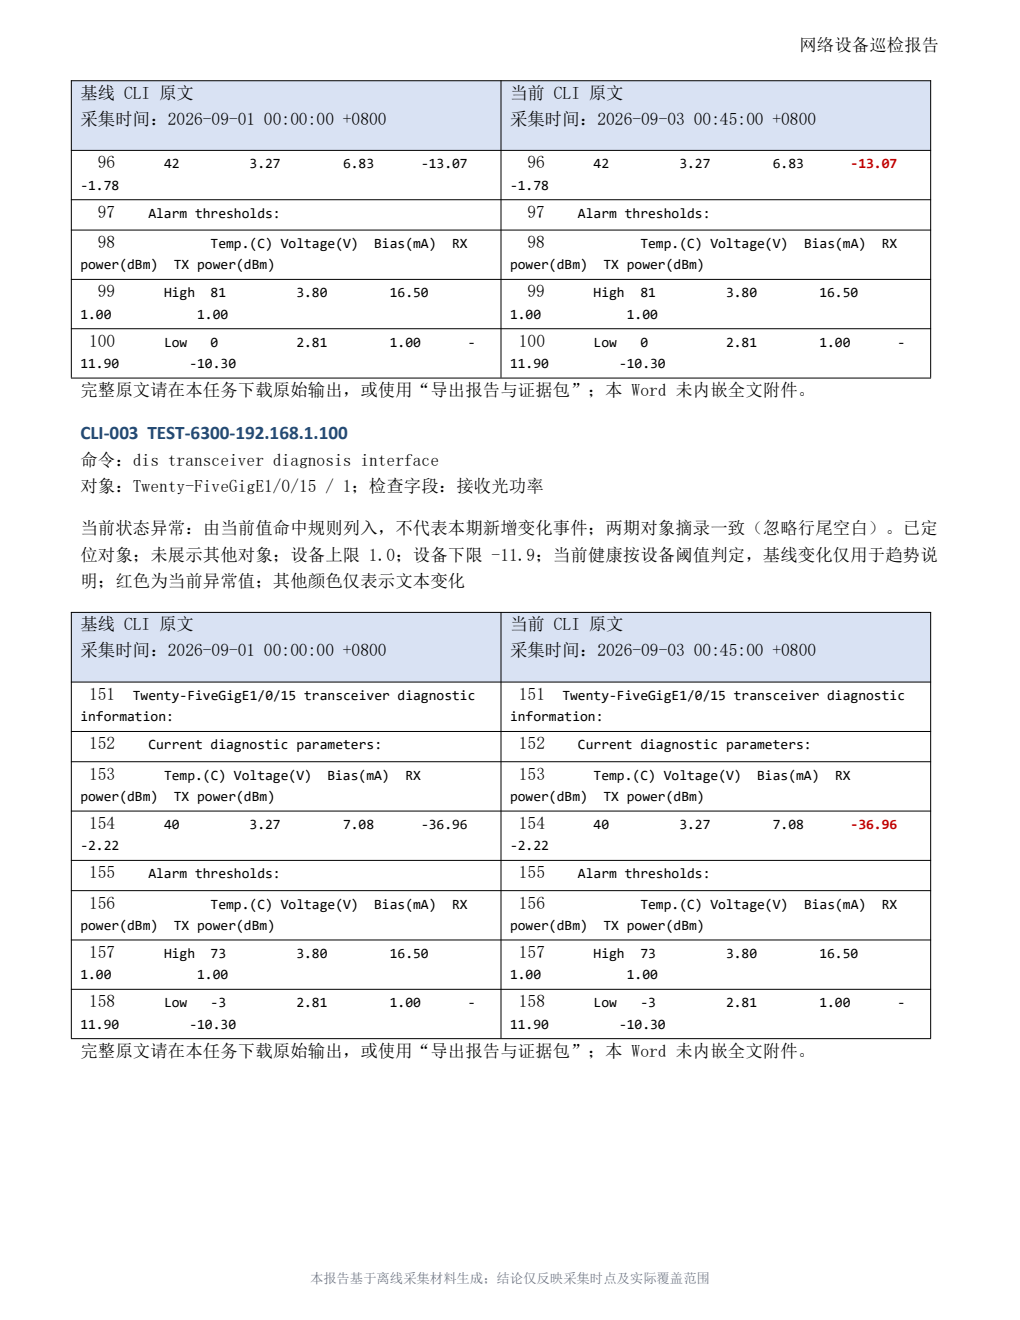 网络设备巡检报告
基线 CLI 原文
采集时间：2026-09-01 00:00:00 +0800
当前 CLI 原文
采集时间：2026-09-03 00:45:00 +0800
96 42 3.27 6.83 -13.07
-1.78
96 42 3.27 6.83 -13.07
-1.78
97 Alarm thresholds:
97 Alarm thresholds:
98 Temp.(C) Voltage(V) Bias(mA) RX
power(dBm) TX power(dBm)
98 Temp.(C) Voltage(V) Bias(mA) RX
power(dBm) TX power(dBm)
99 High 81 3.80 16.50
1.00 1.00
99 High 81 3.80 16.50
1.00 1.00
100 Low 0 2.81 1.00 -
11.90 -10.30
100 Low 0 2.81 1.00 -
11.90 -10.30
完整原文请在本任务下载原始输出，或使用“导出报告与证据包”；本 Word 未内嵌全文附件。
CLI-003 TEST-6300-192.168.1.100
命令：dis transceiver diagnosis interface
对象：Twenty-FiveGigE1/0/15 / 1；检查字段：接收光功率
当前状态异常：由当前值命中规则列入，不代表本期新增变化事件；两期对象摘录一致（忽略行尾空白）。已定
位对象；未展示其他对象；设备上限 1.0；设备下限 -11.9；当前健康按设备阈值判定，基线变化仅用于趋势说
明；红色为当前异常值；其他颜色仅表示文本变化
基线 CLI 原文
采集时间：2026-09-01 00:00:00 +0800
当前 CLI 原文
采集时间：2026-09-03 00:45:00 +0800
151 Twenty-FiveGigE1/0/15 transceiver diagnostic
information:
151 Twenty-FiveGigE1/0/15 transceiver diagnostic
information:
152 Current diagnostic parameters:
152 Current diagnostic parameters:
153 Temp.(C) Voltage(V) Bias(mA) RX
power(dBm) TX power(dBm)
153 Temp.(C) Voltage(V) Bias(mA) RX
power(dBm) TX power(dBm)
154 40 3.27 7.08 -36.96
-2.22
154 40 3.27 7.08 -36.96
-2.22
155 Alarm thresholds:
155 Alarm thresholds:
156 Temp.(C) Voltage(V) Bias(mA) RX
power(dBm) TX power(dBm)
156 Temp.(C) Voltage(V) Bias(mA) RX
power(dBm) TX power(dBm)
157 High 73 3.80 16.50
1.00 1.00
157 High 73 3.80 16.50
1.00 1.00
158 Low -3 2.81 1.00 -
11.90 -10.30
158 Low -3 2.81 1.00 -
11.90 -10.30
完整原文请在本任务下载原始输出，或使用“导出报告与证据包”；本 Word 未内嵌全文附件。
本报告基于离线采集材料生成；结论仅反映采集时点及实际覆盖范围